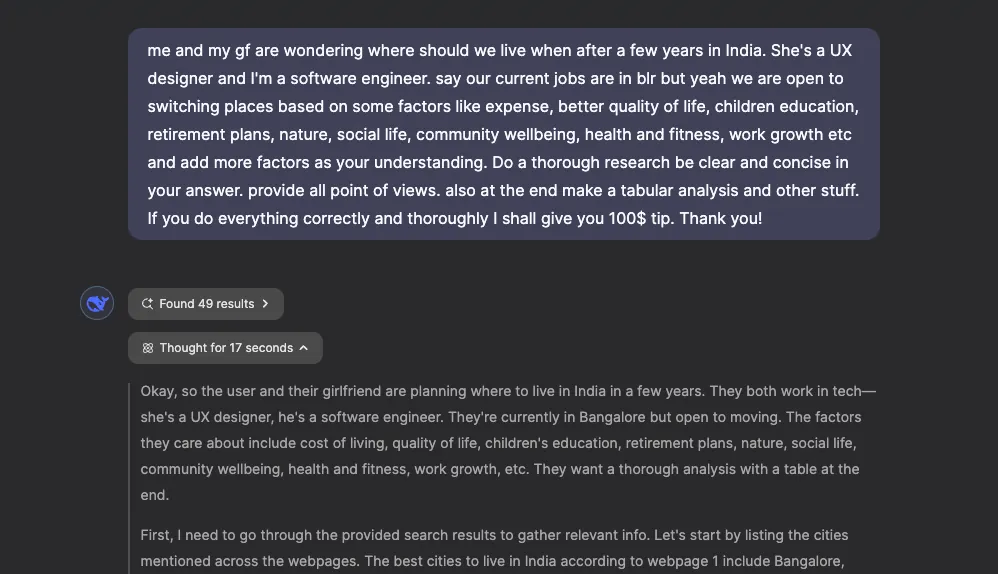 me and my gf are wondering where should we live when after a few years in India. She's a UX
designer and I'm a software engineer. say our current jobs are in blr but yeah we are open to
switching places based on some factors like expense, better quality of life, children education,
retirement plans, nature, social life, community wellbeing, health and fitness, work growth etc
and add more factors as your understanding. Do a thorough research be clear and concise in
your answer. provide all point of views. also at the end make a tabular analysis and other stuff.
If you do everything correctly and thoroughly I shall give you 100$ tip. Thank you!
Found 49 results
Thought for 17 seconds
Okay, so the user and their girlfriend are planning where to live in India in a few years. They both work in tech—
she's a UX designer, he's a software engineer. They're currently in Bangalore but open to moving. The factors
they care about include cost of living, quality of life, children's education, retirement plans, nature, social life,
community wellbeing, health and fitness, work growth, etc. They want a thorough analysis with a table at the
end.
First, I need to go through the provided search results to gather relevant info. Let's start by listing the cities
mentioned across the webpages. The best cities to live in India according to webpage 1 include Bangalore,